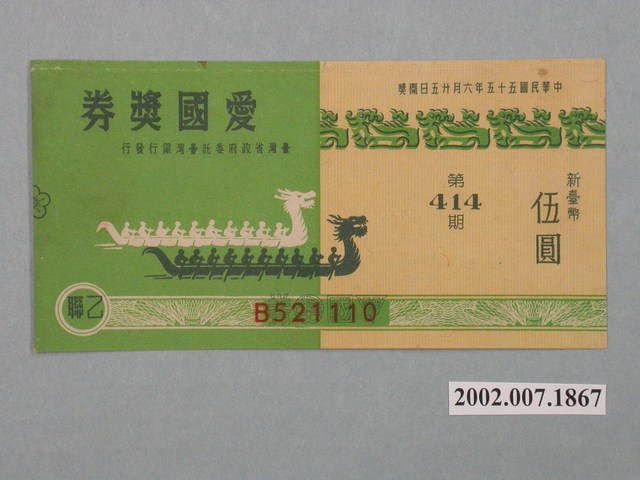 中華民國五十五年六月廿五日開獎
愛國獎券
臺灣省政府委託臺灣銀行發行
新臺幣
伍圓
第
414
期
乙聯
B521110
2002.007.1867